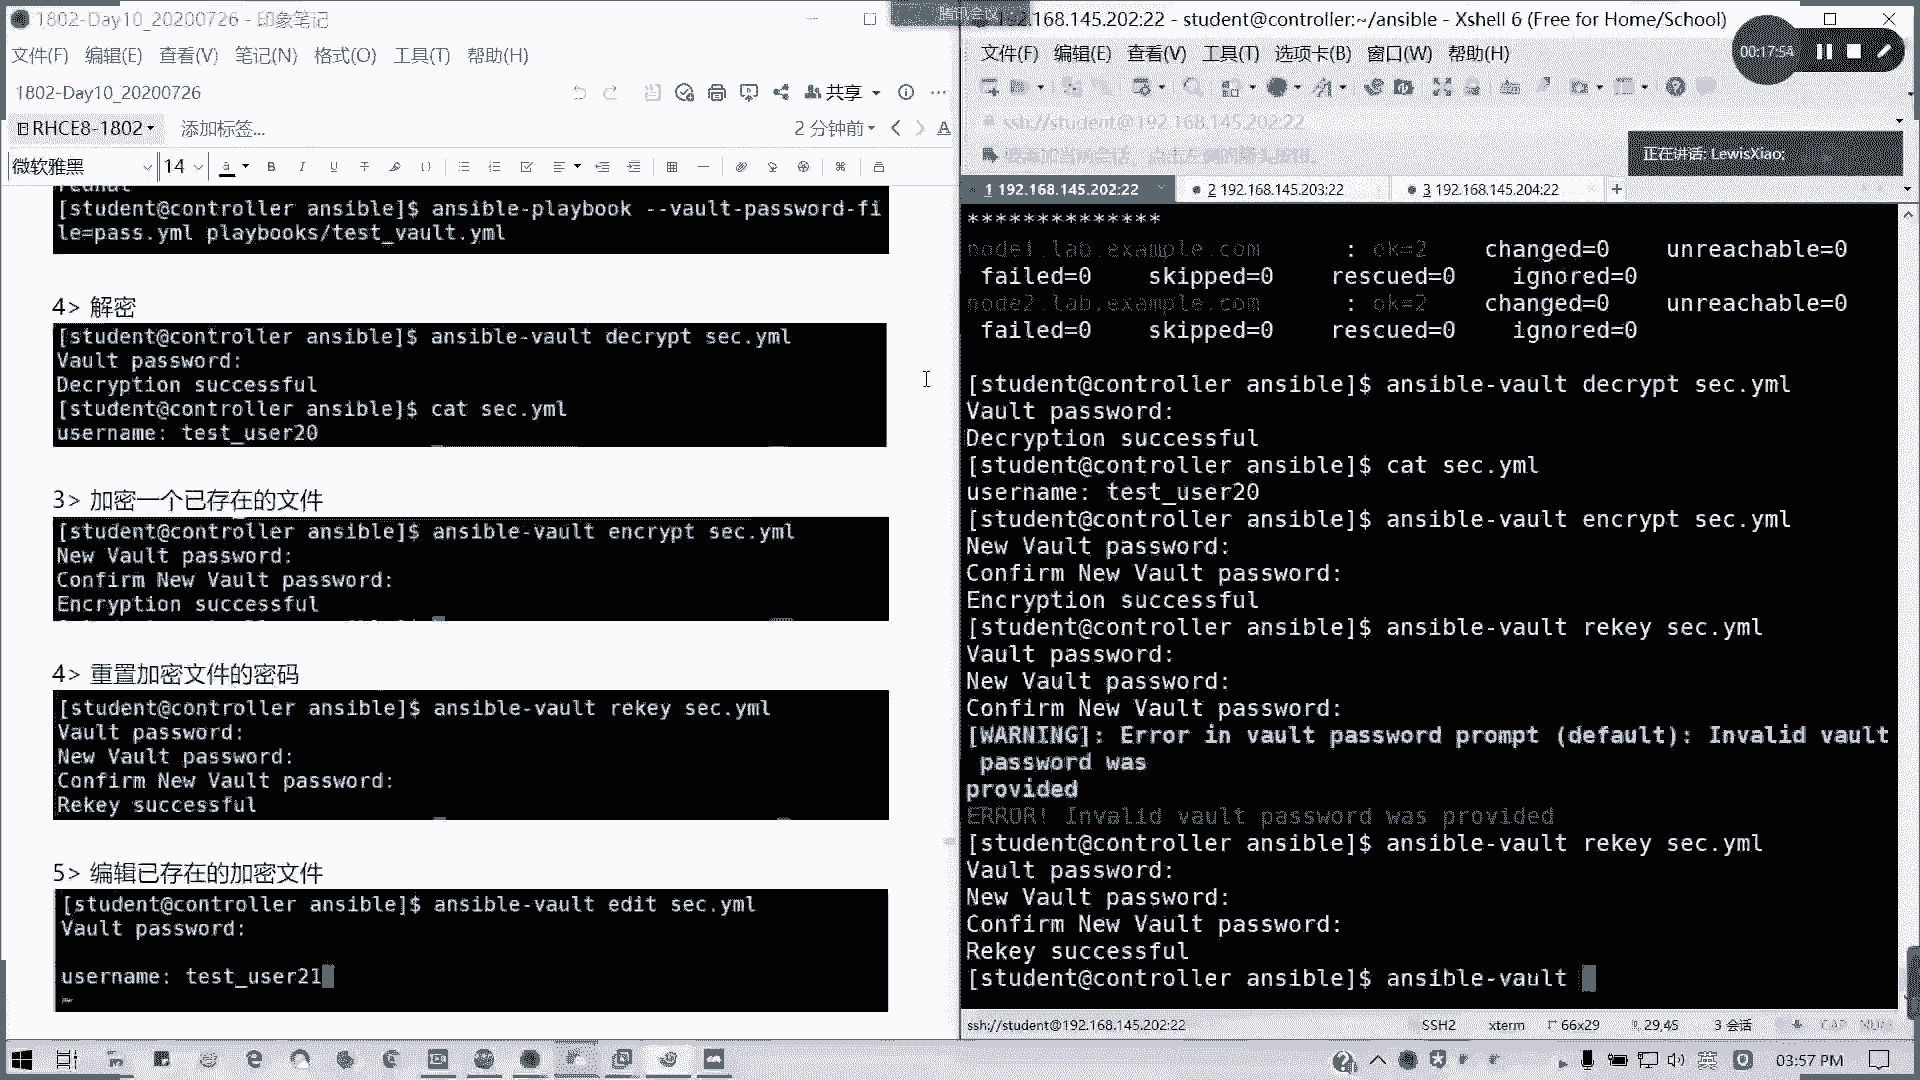 1802-Day10_20200726 - 印象笔记
文件(F) 编辑(E) 查看(V) 笔记(N) 格式(O) 工具(T) 帮助(H)
1802-Day10_20200726
共享
RHCE8-1802
添加标签...
2 分钟前
微软雅黑
14
redhat
[student@controller ansible]$ ansible-playbook --vault-password-fi
le=pass.yml playbooks/test_vault.yml
4> 解密
[student@controller ansible]$ ansible-vault decrypt sec.yml
Vault password:
Decryption successful
[student@controller ansible]$ cat sec.yml
username: test_user20
3> 加密一个已存在的文件
[student@controller ansible]$ ansible-vault encrypt sec.yml
New Vault password:
Confirm New Vault password:
Encryption successful
4> 重置加密文件的密码
[student@controller ansible]$ ansible-vault rekey sec.yml
Vault password:
New Vault password:
Confirm New Vault password:
Rekey successful
5> 编辑已存在的加密文件
[student@controller ansible]$ ansible-vault edit sec.yml
Vault password:
username: test_user21
~
腾讯会议
192.168.145.202:22 - student@controller:~/ansible - Xshell 6 (Free for Home/School)
文件(F) 编辑(E) 查看(V) 工具(T) 选项卡(B) 窗口(W) 帮助(H)
00:17:54
ssh://student@192.168.145.202:22
正在讲话: LewisXiao;
1 192.168.145.202:22
2 192.168.145.203:22
3 192.168.145.204:22
**************
node1.lab.example.com : ok=2 changed=0 unreachable=0
failed=0 skipped=0 rescued=0 ignored=0
node2.lab.example.com : ok=2 changed=0 unreachable=0
failed=0 skipped=0 rescued=0 ignored=0
[student@controller ansible]$ ansible-vault decrypt sec.yml
Vault password:
Decryption successful
[student@controller ansible]$ cat sec.yml
username: test_user20
[student@controller ansible]$ ansible-vault encrypt sec.yml
New Vault password:
Confirm New Vault password:
Encryption successful
[student@controller ansible]$ ansible-vault rekey sec.yml
Vault password:
New Vault password:
Confirm New Vault password:
[WARNING]: Error in vault password prompt (default): Invalid vault
password was
provided
ERROR! Invalid vault password was provided
[student@controller ansible]$ ansible-vault rekey sec.yml
Vault password:
New Vault password:
Confirm New Vault password:
Rekey successful
[student@controller ansible]$ ansible-vault
ssh://student@192.168.145.202:22
SSH2 xterm 66x29 29,45 3 会话 CAP NUM
英
03:57 PM